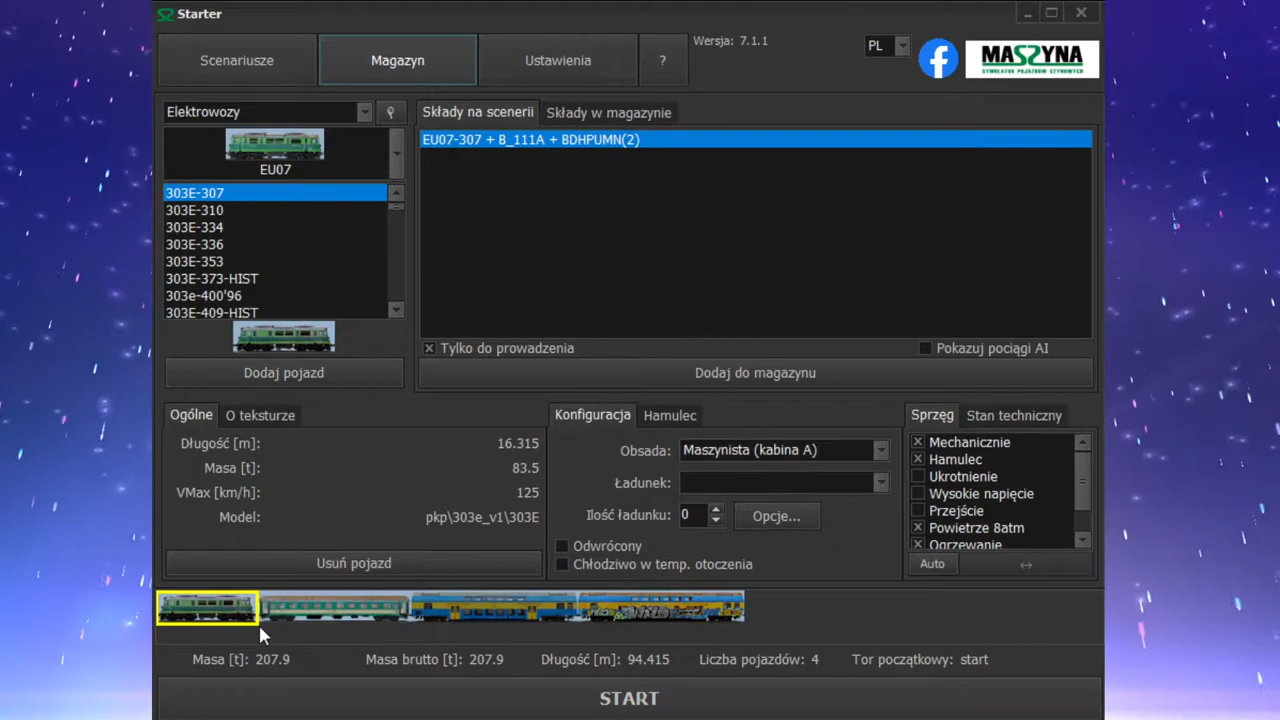 Starter
Scenariusze
Magazyn
Ustawienia
?
Wersja: 7.1.1
PL
MASZYNA
SYMULATOR POJAZDÓW SZYNOWYCH
Elektrowozy
EU07
303E-307
303E-310
303E-334
303E-336
303E-353
303E-373-HIST
303e-400'96
303E-409-HIST
Dodaj pojazd
Składy na scenerii
Składy w magazynie
EU07-307 + B_111A + BDHPUMN(2)
Tylko do prowadzenia
Pokazuj pociągi AI
Dodaj do magazynu
Ogólne
O teksturze
Długość [m]: 16.315
Masa [t]: 83.5
VMax [km/h]: 125
Model: pkp\303e_v1\303E
Usuń pojazd
Konfiguracja
Hamulec
Obsada: Maszynista (kabina A)
Ładunek:
Ilość ładunku: 0
Opcje...
Odwrócony
Chłodziwo w temp. otoczenia
Sprzęg
Stan techniczny
Mechanicznie
Hamulec
Ukrotnienie
Wysokie napięcie
Przejście
Powietrze 8atm
Ogrzewanie
Auto
Masa [t]: 207.9
Masa brutto [t]: 207.9
Długość [m]: 94.415
Liczba pojazdów: 4
Tor początkowy: start
START